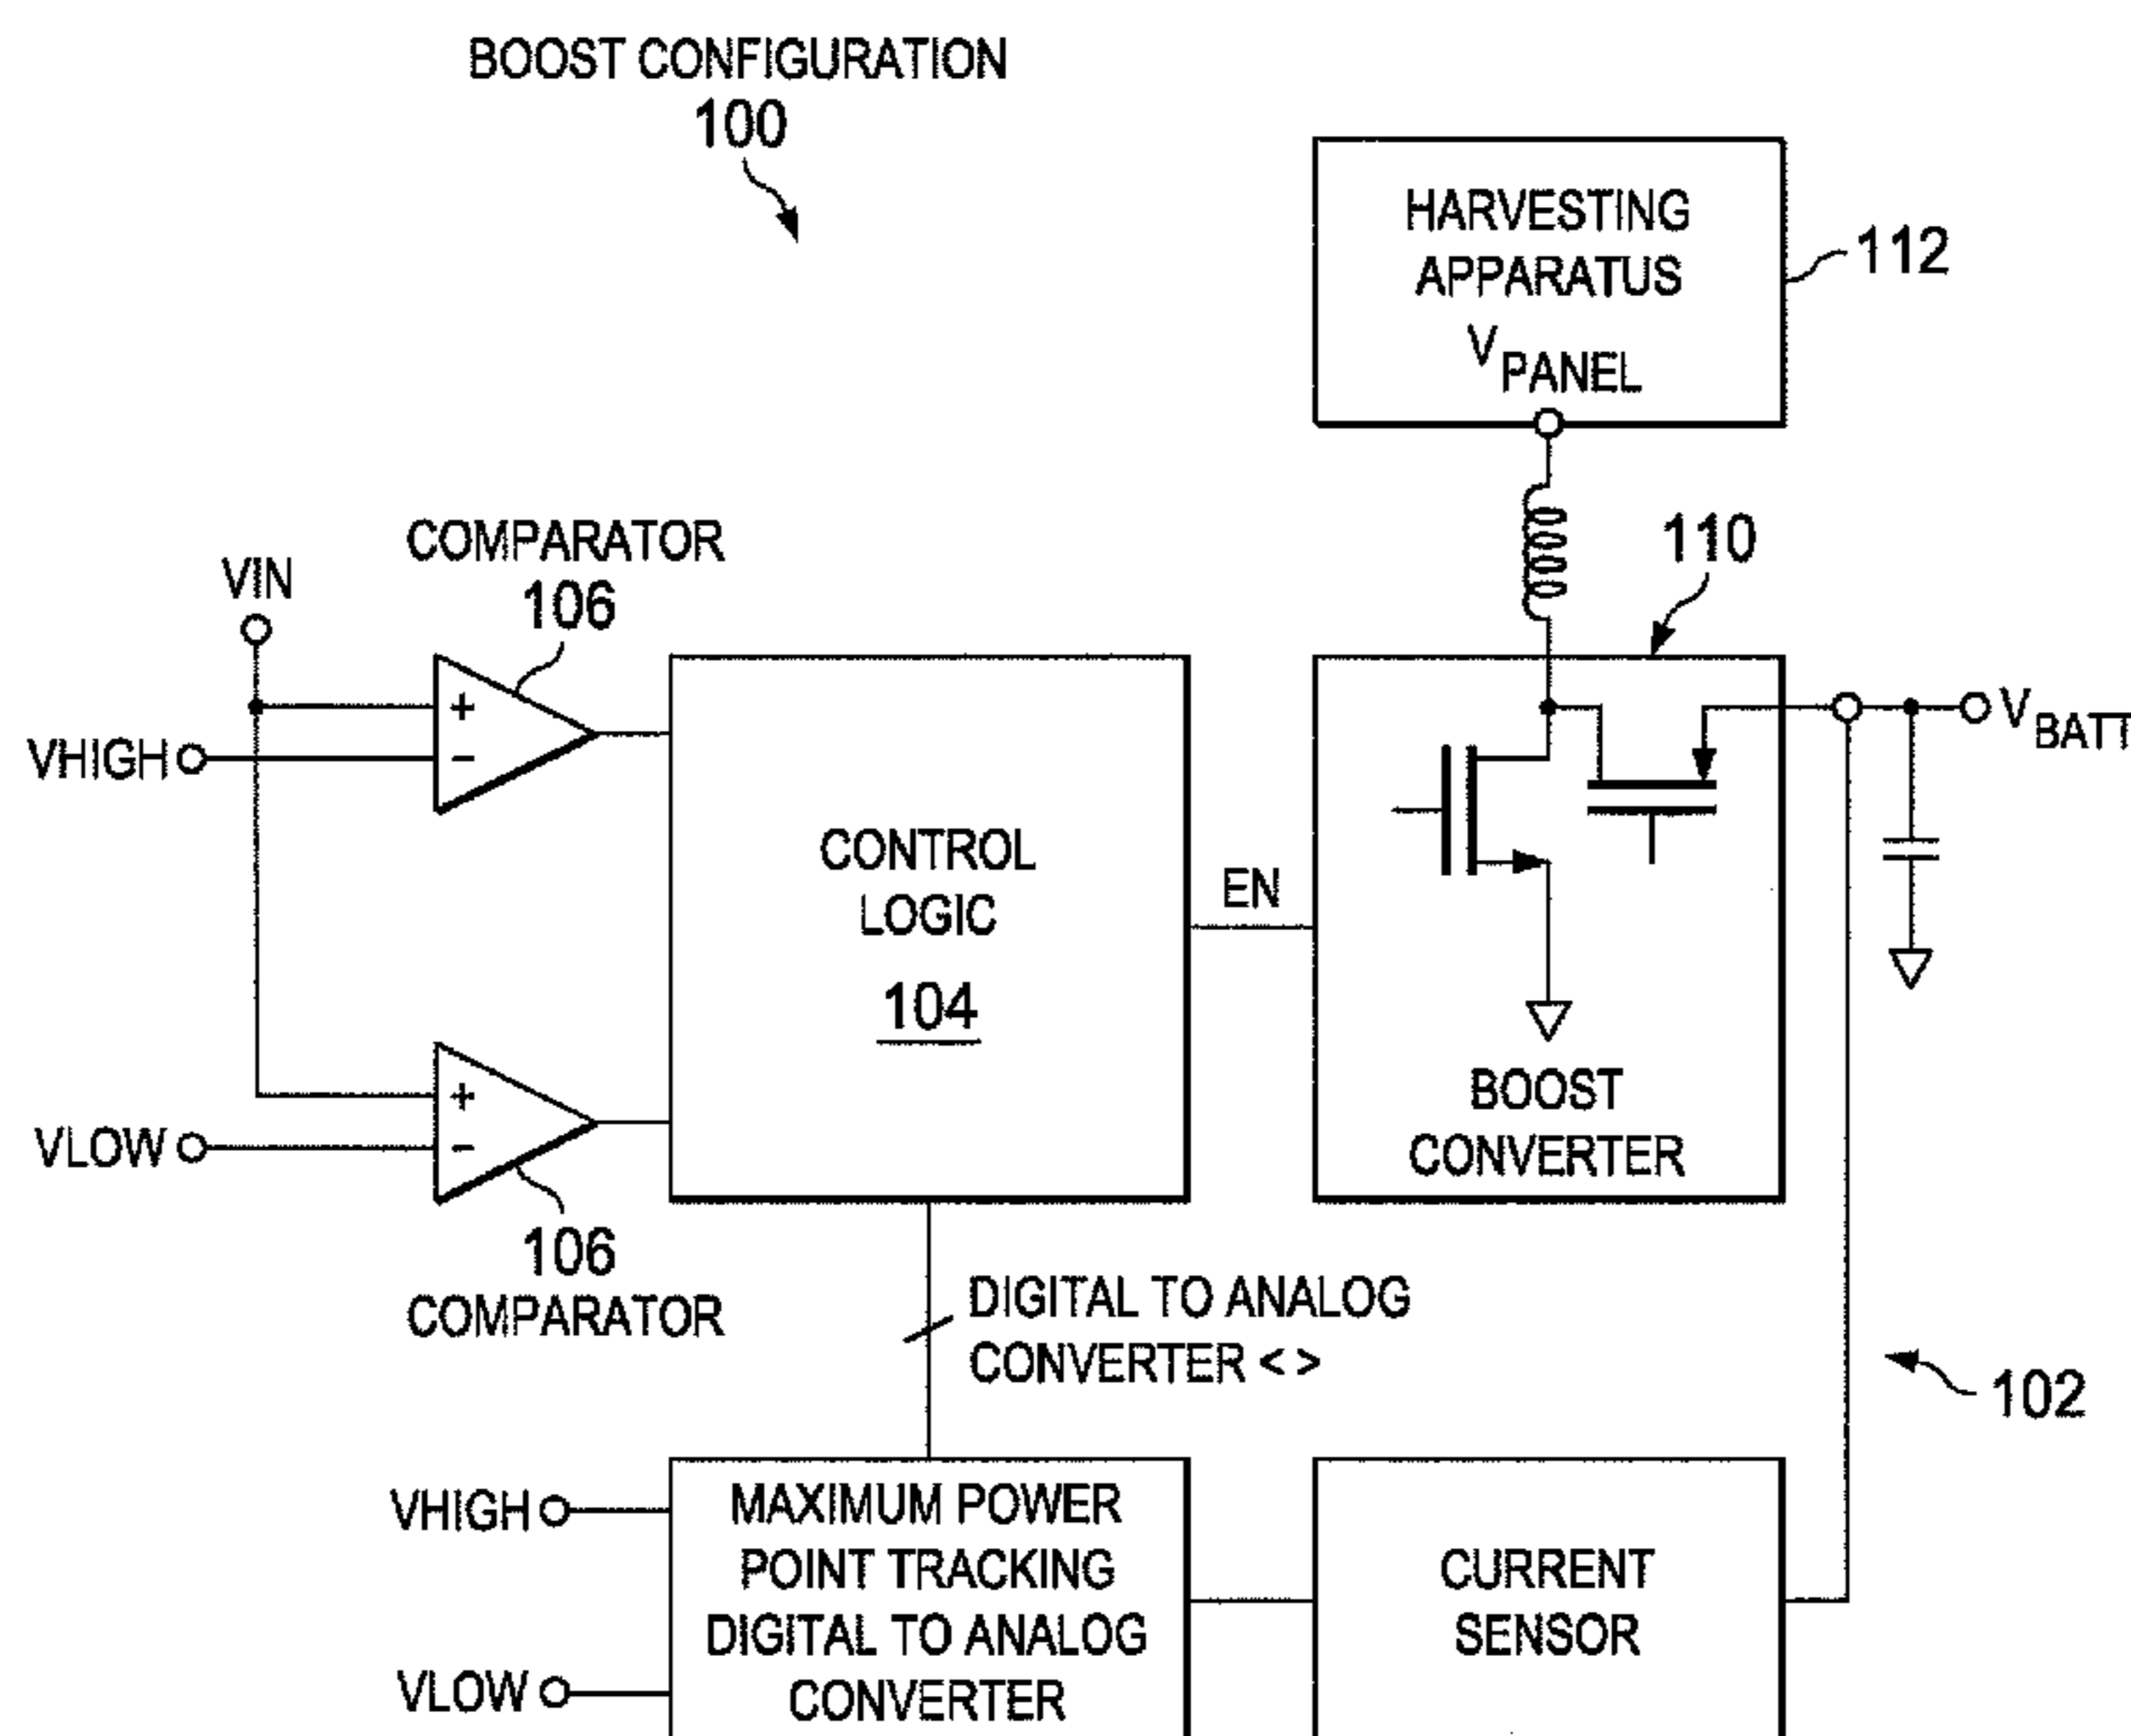 BOOST CONFIGURATION
100
HARVESTING
APPARATUS
VPANEL
112
COMPARATOR
106
VIN
VHIGH
+
-
110
VBATT
CONTROL
LOGIC
104
EN
BOOST
CONVERTER
+
-
VLOW
106
COMPARATOR
DIGITAL TO ANALOG
CONVERTER < >
102
VHIGH
VLOW
MAXIMUM POWER
POINT TRACKING
DIGITAL TO ANALOG
CONVERTER
CURRENT
SENSOR